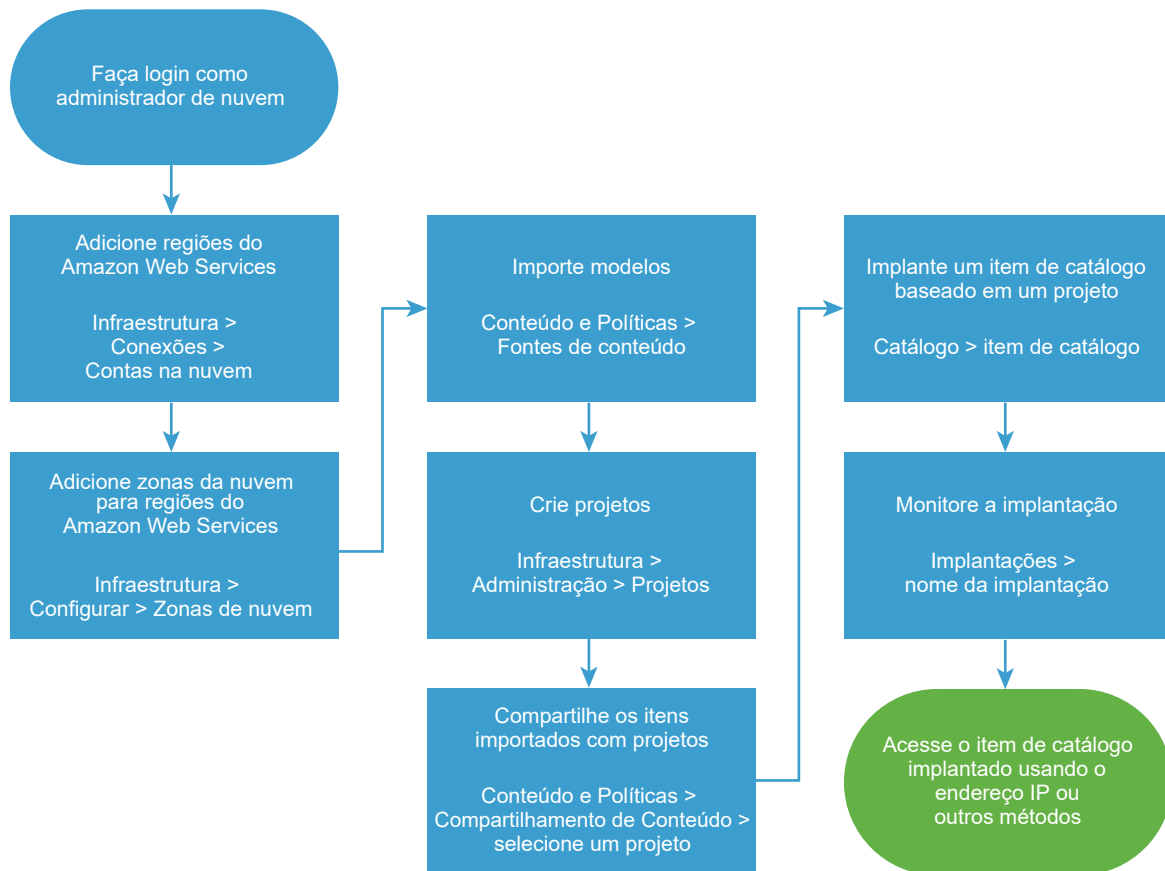 Faça login como
administrador de nuvem
Adicione regiões do
Amazon Web Services
Infraestrutura >
Conexões >
Contas na nuvem
Adicione zonas da nuvem
para regiões do
Amazon Web Services
Infraestrutura >
Configurar > Zonas de nuvem
Importe modelos
Conteúdo e Políticas >
Fontes de conteúdo
Crie projetos
Infraestrutura >
Administração > Projetos
Compartilhe os itens
importados com projetos
Conteúdo e Políticas >
Compartilhamento de Conteúdo >
selecione um projeto
Implante um item de catálogo
baseado em um projeto
Catálogo > item de catálogo
Monitore a implantação
Implantações >
nome da implantação
Acesse o item de catálogo
implantado usando o
endereço IP ou
outros métodos